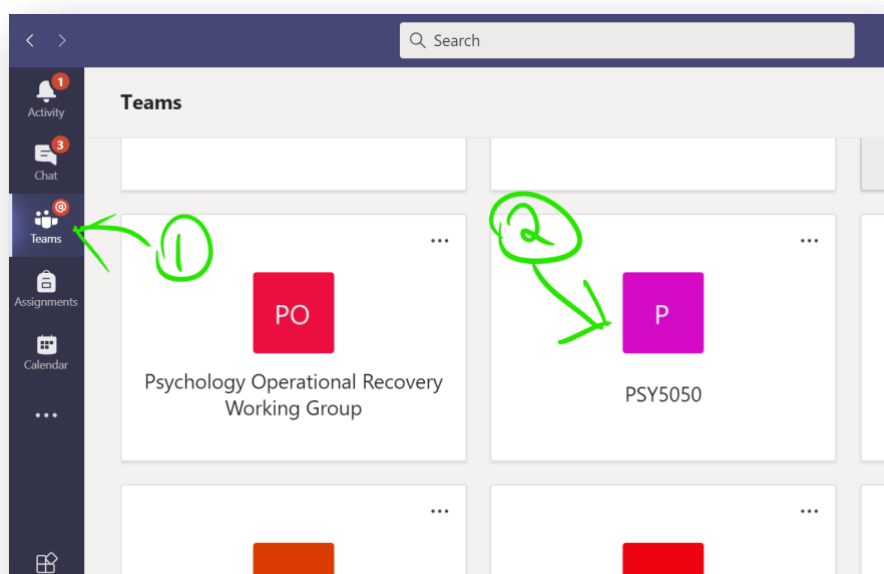 Search
1
Activity
Teams
3
Chat
@
Teams
1
2
Assignments
PO
P
Calendar
Psychology Operational Recovery
Working Group
PSY5050